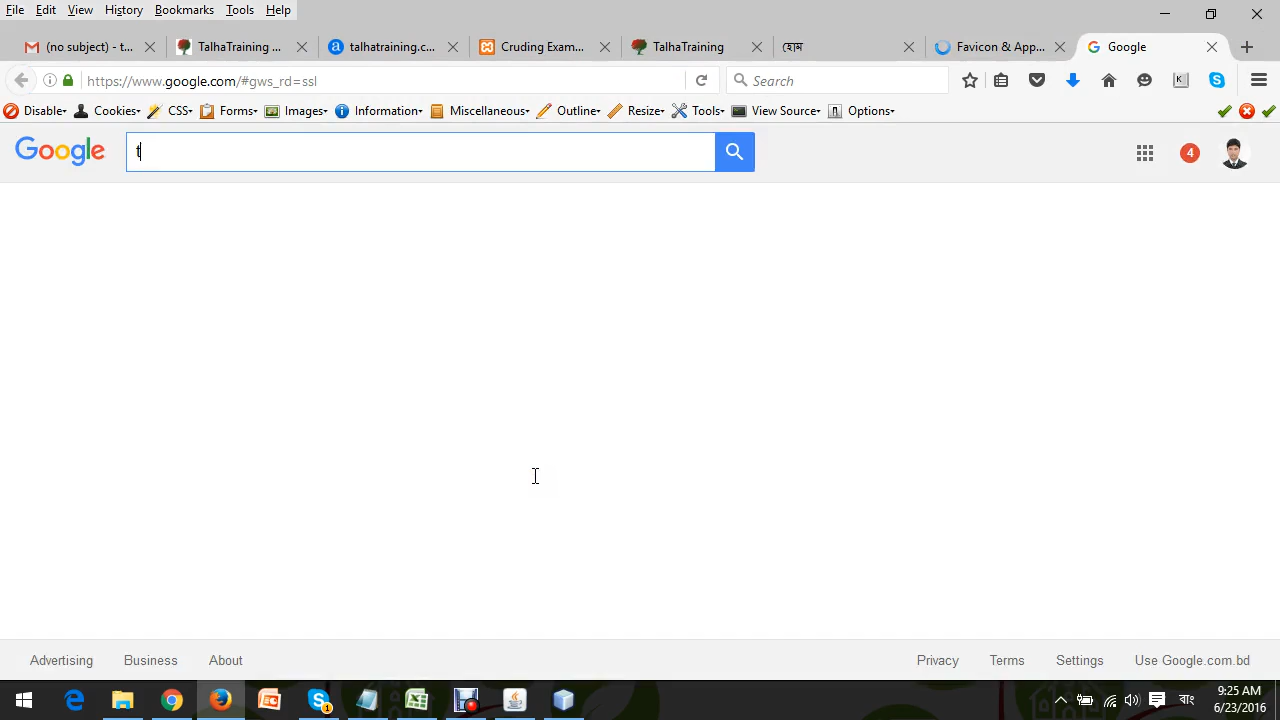 File Edit View History Bookmarks Tools Help
(no subject) - t... TalhaTraining ... talhatraining.c... Cruding Exam... TalhaTraining হোম Favicon & App... Google
https://www.google.com/#gws_rd=ssl Search
Disable Cookies CSS Forms Images Information Miscellaneous Outline Resize Tools View Source Options
Google t 4
Advertising Business About Privacy Terms Settings Use Google.com.bd
9:25 AM
বাং
6/23/2016